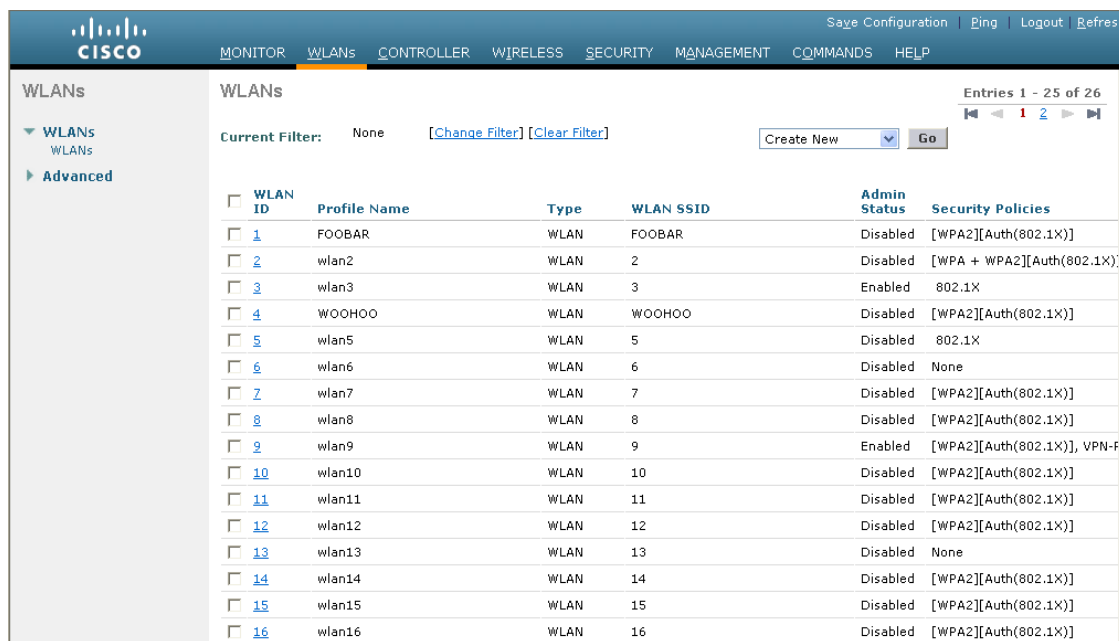 Save Configuration | Ping | Logout | Refres
CISCO
MONITOR WLANs CONTROLLER WIRELESS SECURITY MANAGEMENT COMMANDS HELP
WLANs
WLANs
WLANs
Advanced
WLANs
Entries 1 - 25 of 26
1 2
Current Filter: None [Change Filter] [Clear Filter]
Create New Go
WLAN ID Profile Name Type WLAN SSID Admin Status Security Policies
1 FOOBAR WLAN FOOBAR Disabled [WPA2][Auth(802.1X)]
2 wlan2 WLAN 2 Disabled [WPA + WPA2][Auth(802.1X)]
3 wlan3 WLAN 3 Enabled 802.1X
4 WOOHOO WLAN WOOHOO Disabled [WPA2][Auth(802.1X)]
5 wlan5 WLAN 5 Disabled 802.1X
6 wlan6 WLAN 6 Disabled None
7 wlan7 WLAN 7 Disabled [WPA2][Auth(802.1X)]
8 wlan8 WLAN 8 Disabled [WPA2][Auth(802.1X)]
9 wlan9 WLAN 9 Enabled [WPA2][Auth(802.1X)], VPN-P
10 wlan10 WLAN 10 Disabled [WPA2][Auth(802.1X)]
11 wlan11 WLAN 11 Disabled [WPA2][Auth(802.1X)]
12 wlan12 WLAN 12 Disabled [WPA2][Auth(802.1X)]
13 wlan13 WLAN 13 Disabled None
14 wlan14 WLAN 14 Disabled [WPA2][Auth(802.1X)]
15 wlan15 WLAN 15 Disabled [WPA2][Auth(802.1X)]
16 wlan16 WLAN 16 Disabled [WPA2][Auth(802.1X)]